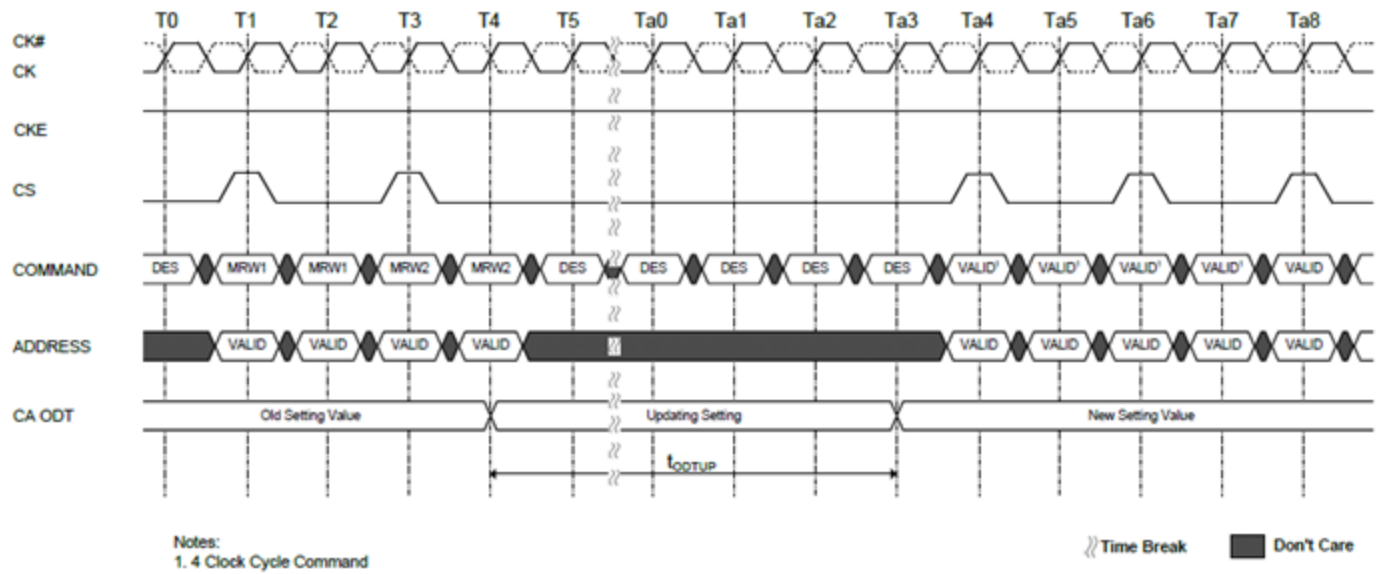 T0 T1 T2 T3 T4 T5 Ta0 Ta1 Ta2 Ta3 Ta4 Ta5 Ta6 Ta7 Ta8
CK#
CK
CKE
CS
COMMAND DES MRW1 MRW1 MRW2 MRW2 DES DES DES DES DES VALID¹ VALID¹ VALID¹ VALID¹ VALID
ADDRESS VALID VALID VALID VALID VALID VALID VALID VALID VALID
CA ODT Old Setting Value Updating Setting New Setting Value
tODTUP
Notes:
1. 4 Clock Cycle Command
Time Break Don't Care